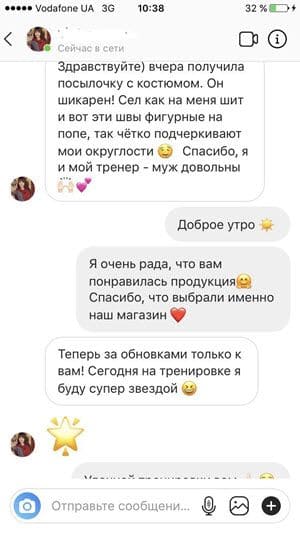 Vodafone UA 3G 10:38 32 %
Сейчас в сети
Здравствуйте) вчера получила
посылочку с костюмом. Он
шикарен! Сел как на меня шит
и вот эти швы фигурные на
попе, так чётко подчеркивают
мои округлости 😋 Спасибо, я
и мой тренер - муж довольны
🙌🏻💕
Доброе утро ☀️
Я очень рада, что вам
понравилась продукция🤗
Спасибо, что выбрали именно
наш магазин ❤️
Теперь за обновками только к
вам! Сегодня на тренировке я
буду супер звездой 😆
🌟
Отправьте сообщени...